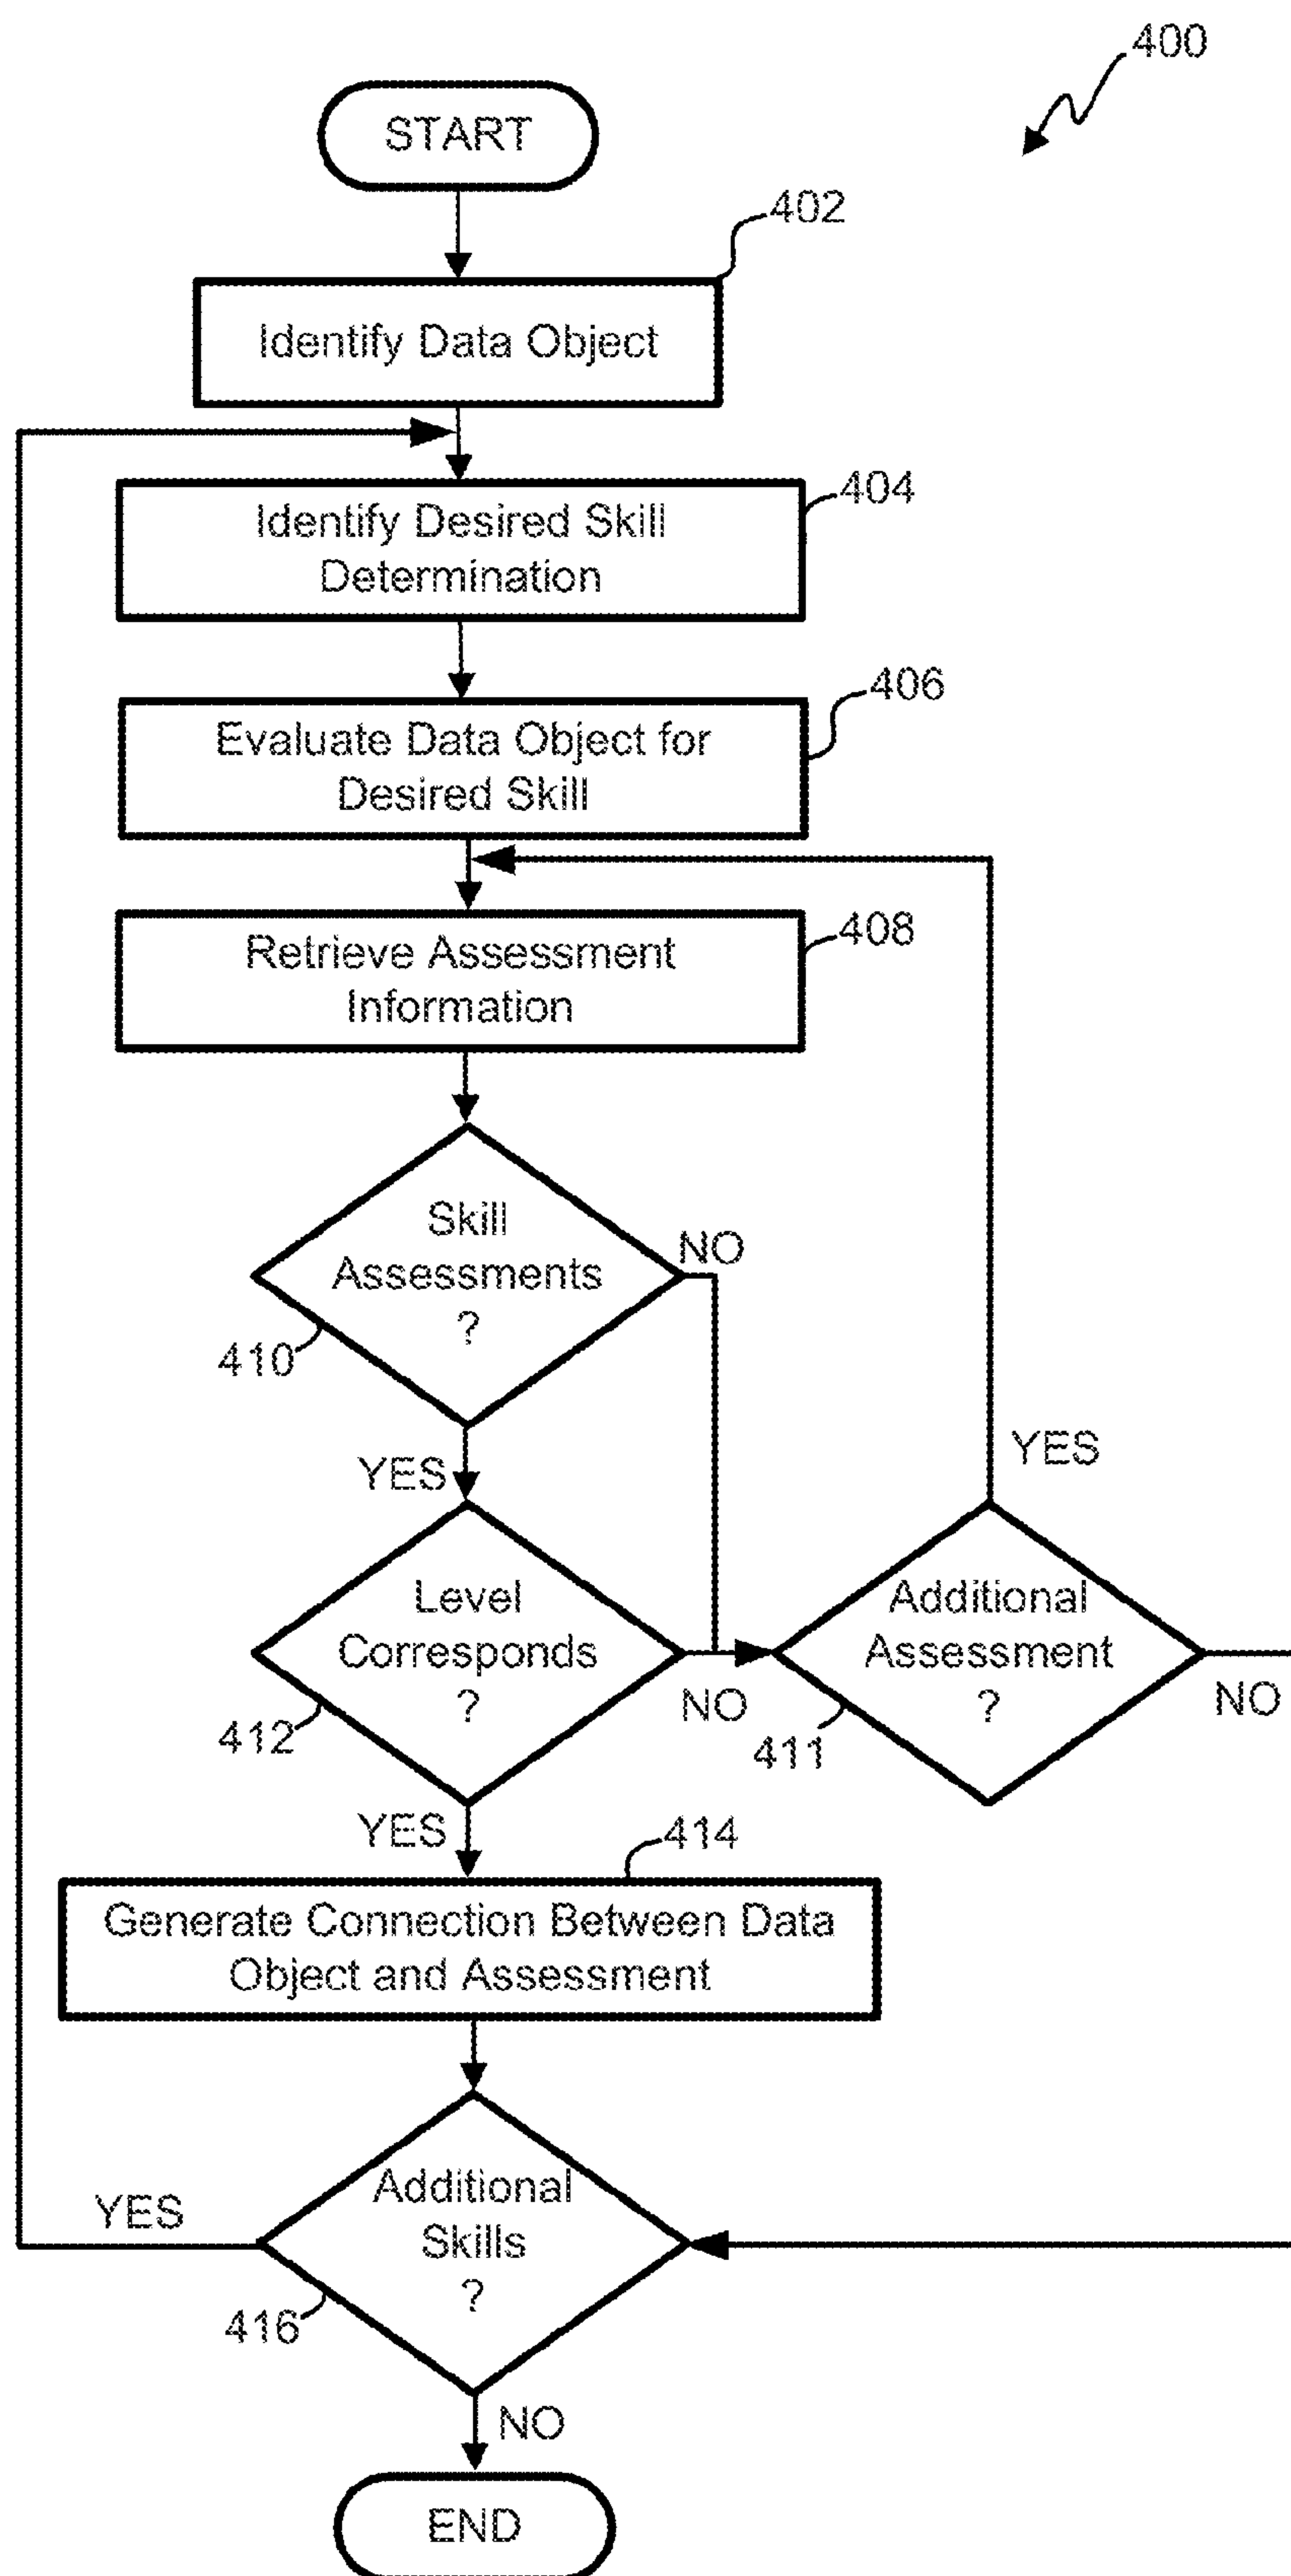 400
START
402
Identify Data Object
404
Identify Desired Skill
Determination
406
Evaluate Data Object for
Desired Skill
408
Retrieve Assessment
Information
Skill
Assessments
?
NO
410
YES
YES
Level
Corresponds
?
NO
412
Additional
Assessment
?
NO
411
YES
414
Generate Connection Between Data
Object and Assessment
Additional
Skills
?
YES
416
NO
END